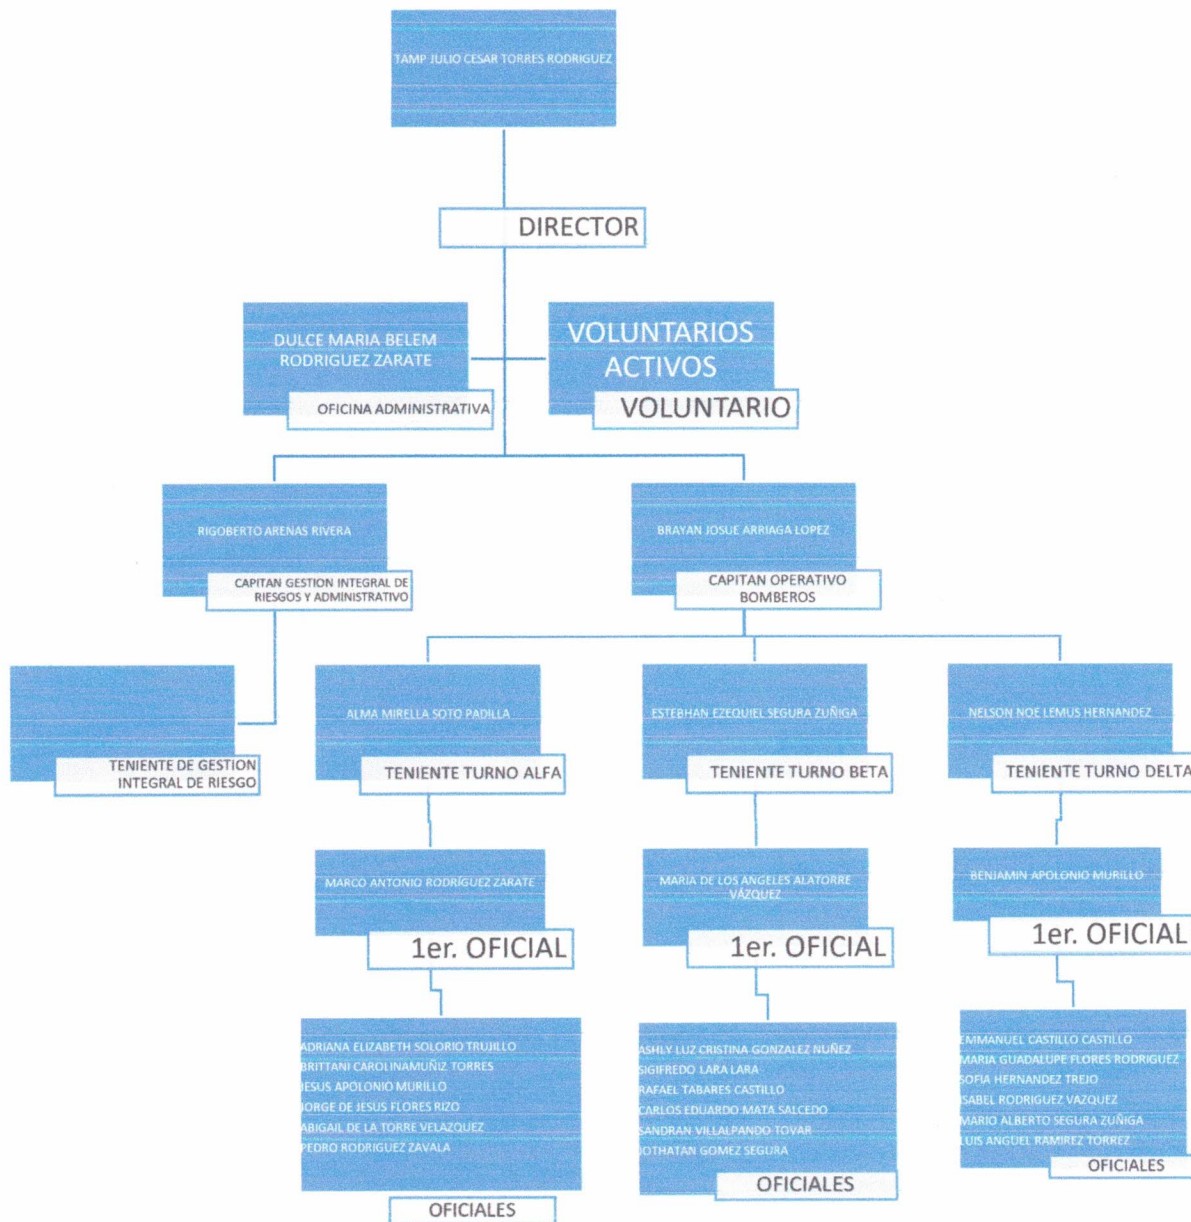 TAMP JULIO CESAR TORRES RODRIGUEZ
DIRECTOR
DULCE MARIA BELEM
RODRIGUEZ ZARATE
OFICINA ADMINISTRATIVA
VOLUNTARIOS
ACTIVOS
VOLUNTARIO
RIGOBERTO ARENAS RIVERA
CAPITAN GESTION INTEGRAL DE
RIESGOS Y ADMINISTRATIVO
BRAYAN JOSUE ARRIAGA LOPEZ
CAPITAN OPERATIVO
BOMBEROS
TENIENTE DE GESTION
INTEGRAL DE RIESGO
ALMA MIRELLA SOTO PADILLA
TENIENTE TURNO ALFA
ESTEBHAN EZEQUIEL SEGURA ZUÑIGA
TENIENTE TURNO BETA
NELSON NOE LEMUS HERNANDEZ
TENIENTE TURNO DELTA
MARCO ANTONIO RODRÍGUEZ ZARATE
1er. OFICIAL
MARIA DE LOS ANGELES ALATORRE
VÁZQUEZ
1er. OFICIAL
BENJAMIN APOLONIO MURILLO
1er. OFICIAL
ADRIANA ELIZABETH SOLORIO TRUJILLO
BRITTANI CAROLINAMUÑIZ TORRES
JESUS APOLONIO MURILLO
JORGE DE JESUS FLORES RIZO
ABIGAIL DE LA TORRE VELAZQUEZ
PEDRO RODRIGUEZ ZAVALA
OFICIALES
ASHLY LUZ CRISTINA GONZALEZ NUÑEZ
SIGIFREDO LARA LARA
RAFAEL TABARES CASTILLO
CARLOS EDUARDO MATA SALCEDO
SANDRAN VILLALPANDO TOVAR
JOTHATAN GOMEZ SEGURA
OFICIALES
EMMANUEL CASTILLO CASTILLO
MARIA GUADALUPE FLORES RODRIGUEZ
SOFIA HERNANDEZ TREJO
ISABEL RODRIGUEZ VAZQUEZ
MARIO ALBERTO SEGURA ZUÑIGA
LUIS ANGUEL RAMIREZ TORREZ
OFICIALES